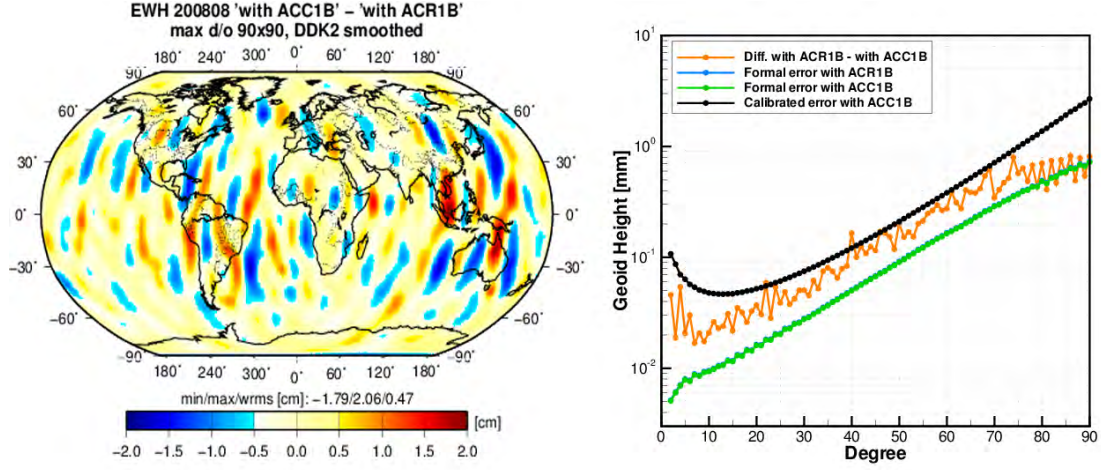 EWH 200808 'with ACC1B' – 'with ACR1B'
max d/o 90x90, DDK2 smoothed
180˚ 240˚ 300˚ 0˚ 60˚ 120˚ 180˚
90˚ 90˚
60˚ 60˚
30˚ 30˚
0˚ 0˚
−30˚ −30˚
−60˚ −60˚
−90˚ −90˚
180˚ 240˚ 300˚ 0˚ 60˚ 120˚ 180˚
min/max/wrms [cm]: −1.79/2.06/0.47
[cm]
−2.0 −1.5 −1.0 −0.5 0.0 0.5 1.0 1.5 2.0
Diff. with ACR1B - with ACC1B
Formal error with ACR1B
Formal error with ACC1B
Calibrated error with ACC1B
Geoid Height [mm]
10¹
10⁰
10⁻¹
10⁻²
0 10 20 30 40 50 60 70 80 90
Degree